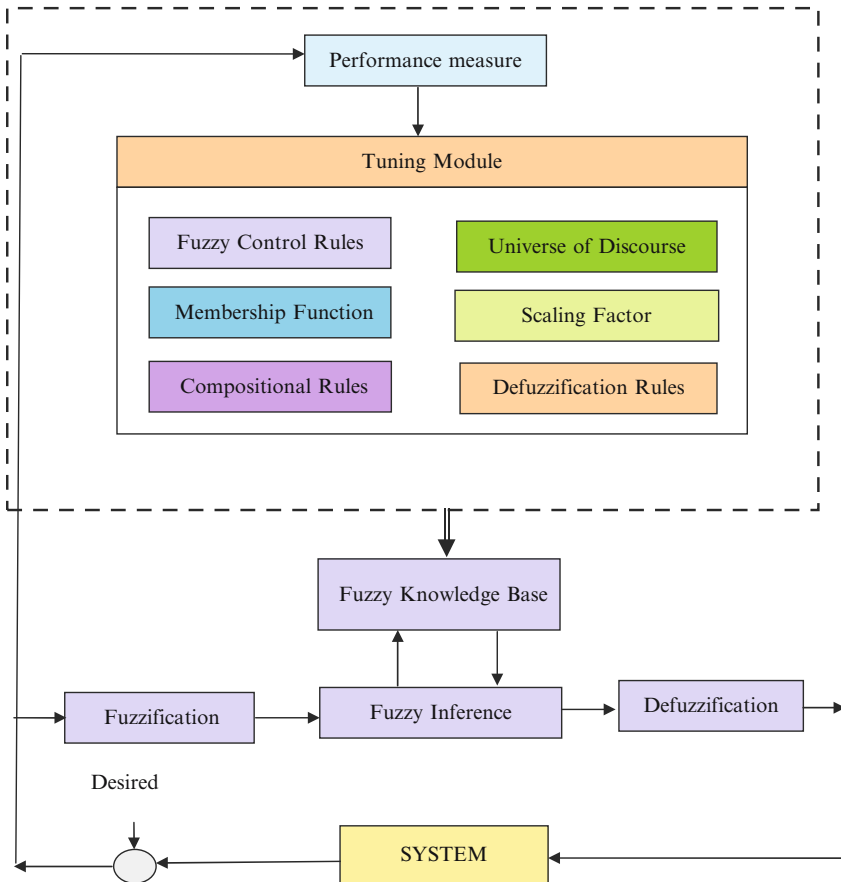 Performance measure
Tuning Module
Fuzzy Control Rules
Universe of Discourse
Membership Function
Scaling Factor
Compositional Rules
Defuzzification Rules
Fuzzy Knowledge Base
Fuzzification
Fuzzy Inference
Defuzzification
Desired
SYSTEM